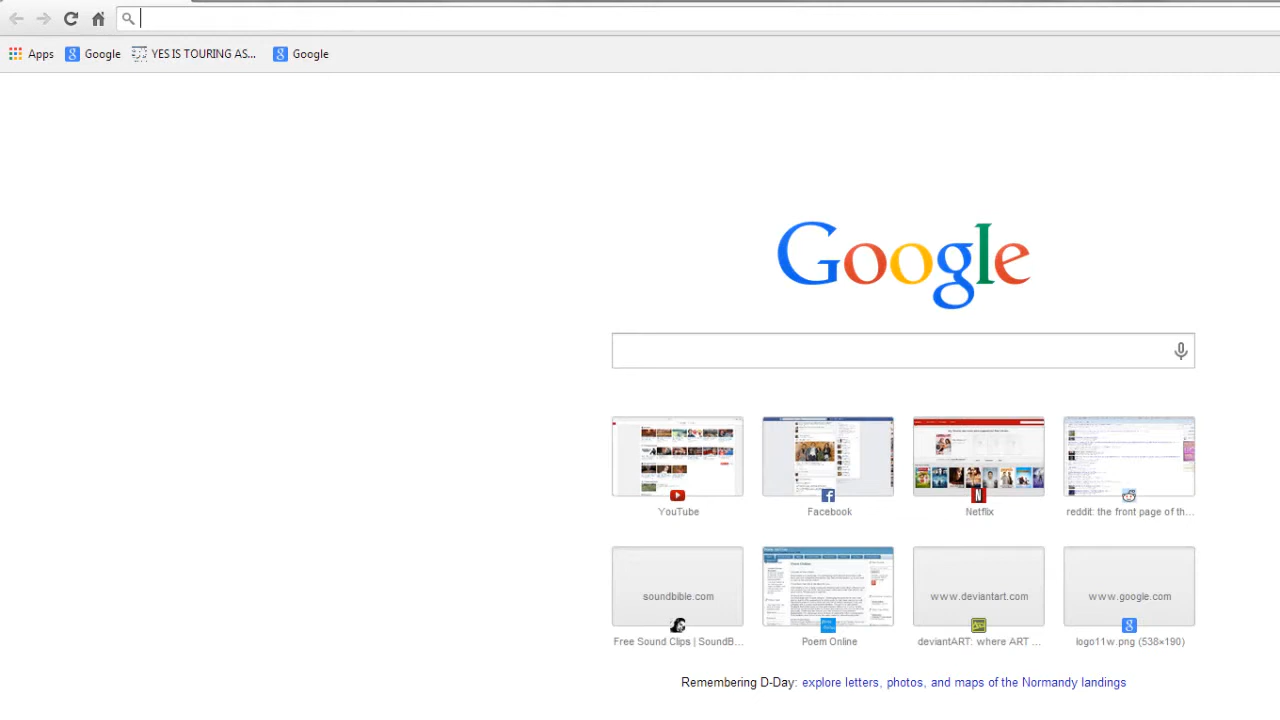 Apps Google YES IS TOURING AS... Google
Google
YouTube Facebook Netflix reddit: the front page of th...
soundbible.com www.deviantart.com www.google.com
Free Sound Clips | SoundB... Poem Online deviantART: where ART ... logo11w.png (538×190)
Remembering D-Day: explore letters, photos, and maps of the Normandy landings